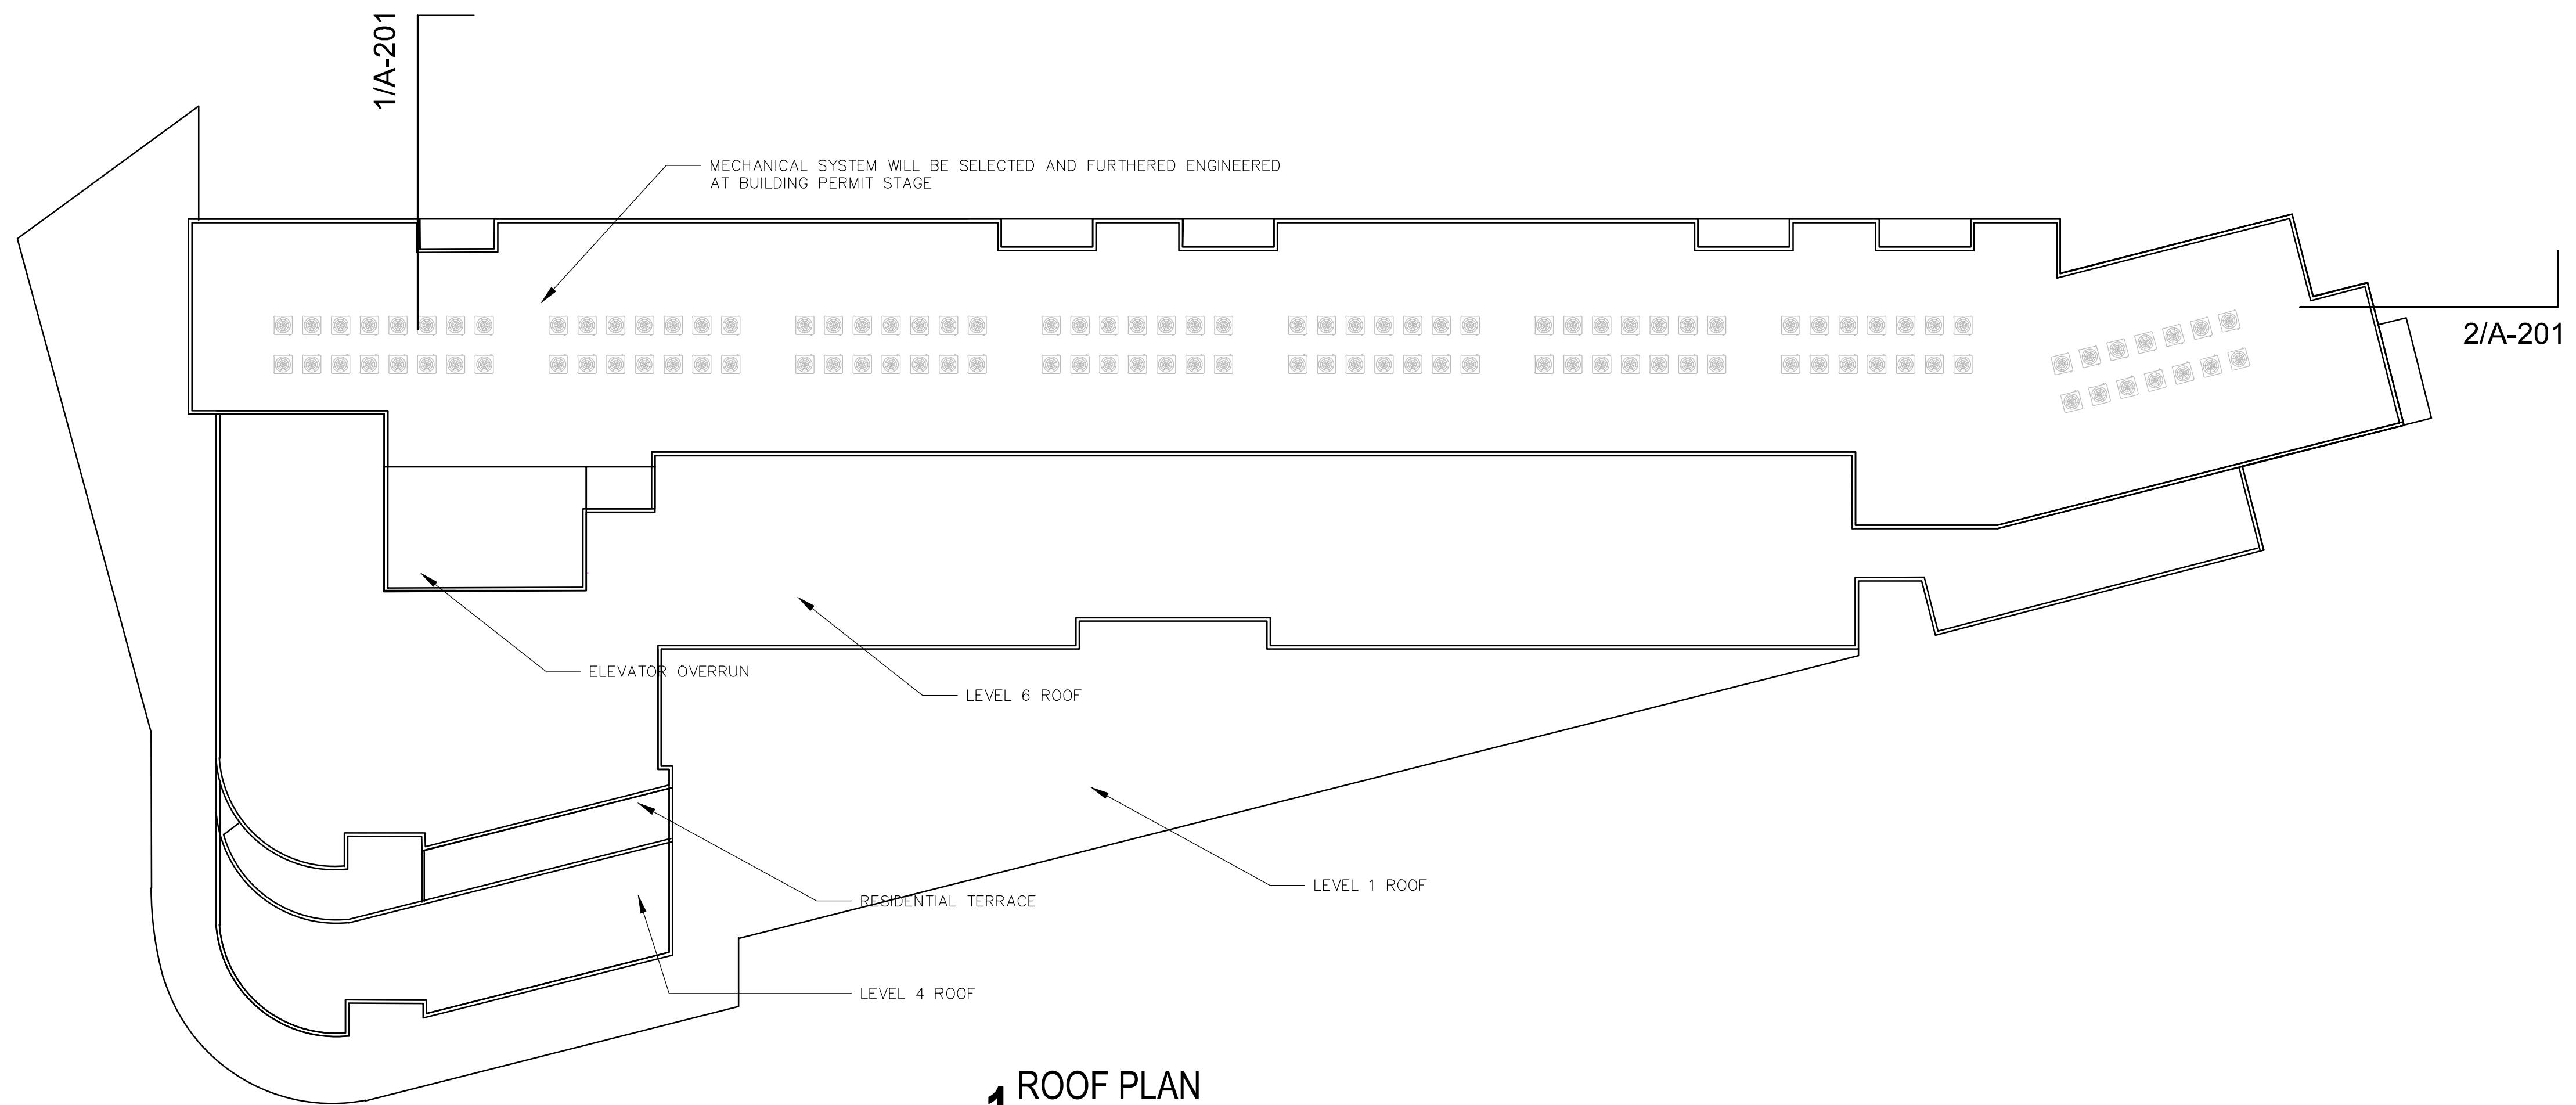 1/A-201
MECHANICAL SYSTEM WILL BE SELECTED AND FURTHERED ENGINEERED
AT BUILDING PERMIT STAGE
2/A-201
ELEVATOR OVERRUN
LEVEL 6 ROOF
LEVEL 1 ROOF
RESIDENTIAL TERRACE
LEVEL 4 ROOF
1 ROOF PLAN